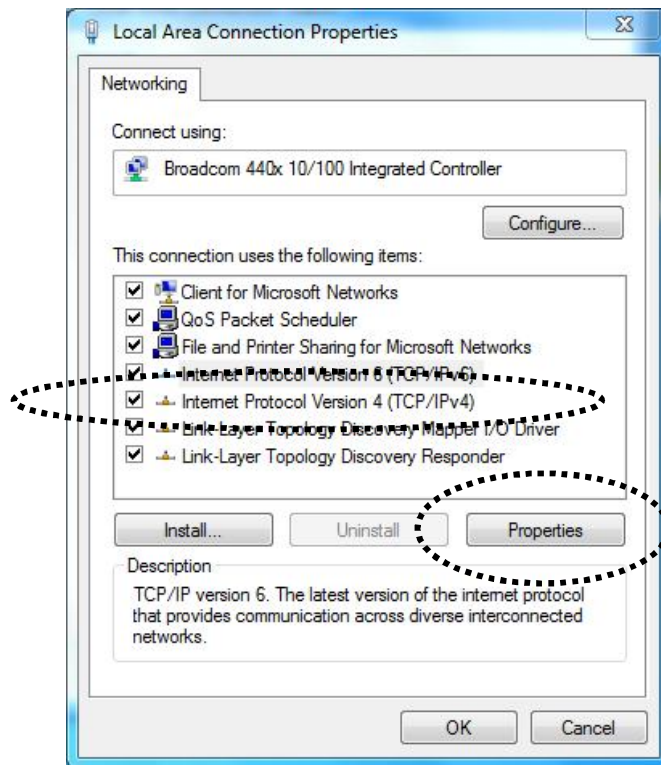 Local Area Connection Properties
Networking
Connect using:
Broadcom 440x 10/100 Integrated Controller
Configure...
This connection uses the following items:
Client for Microsoft Networks
QoS Packet Scheduler
File and Printer Sharing for Microsoft Networks
Internet Protocol Version 6 (TCP/IPv6)
Internet Protocol Version 4 (TCP/IPv4)
Link-Layer Topology Discovery Mapper I/O Driver
Link-Layer Topology Discovery Responder
Install... Uninstall Properties
Description
TCP/IP version 6. The latest version of the internet protocol
that provides communication across diverse interconnected
networks.
OK Cancel